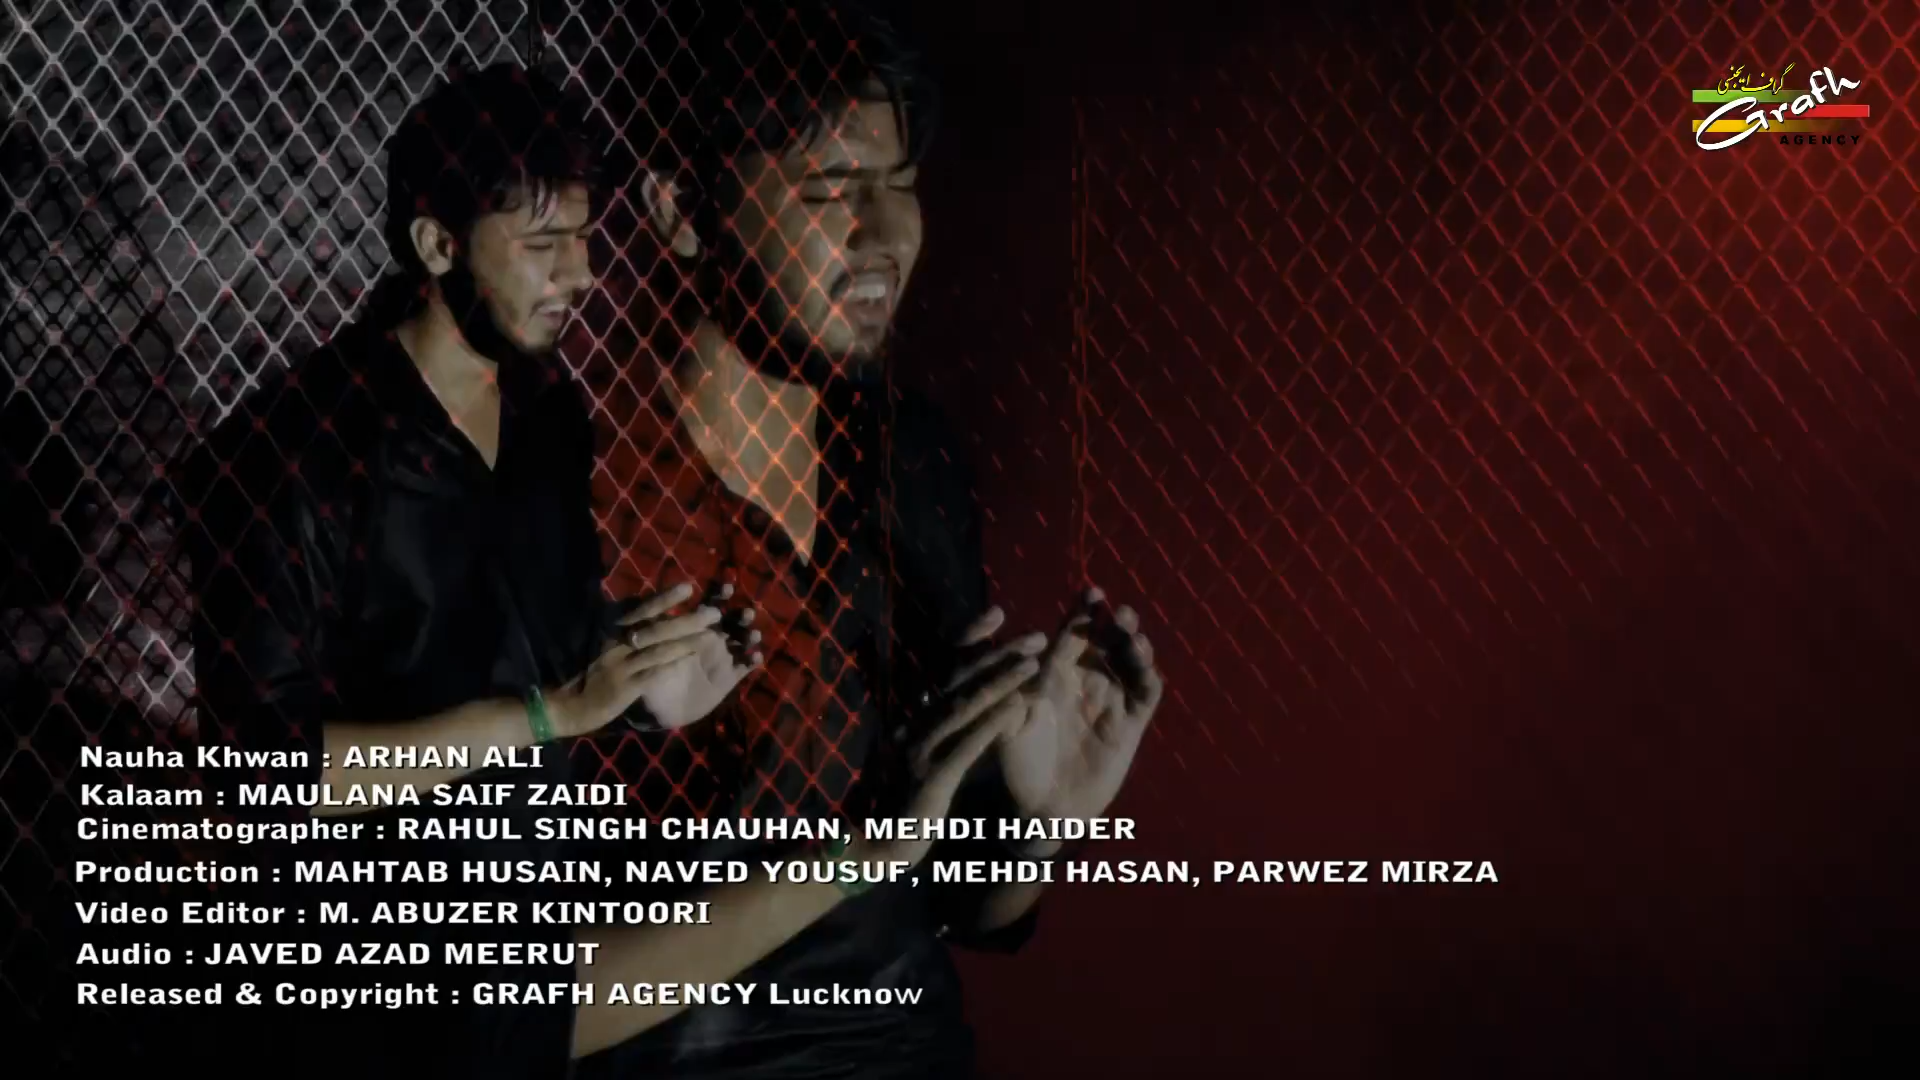 گراف ایجنسی
Grafh
AGENCY
Nauha Khwan : ARHAN ALI
Kalaam : MAULANA SAIF ZAIDI
Cinematographer : RAHUL SINGH CHAUHAN, MEHDI HAIDER
Production : MAHTAB HUSAIN, NAVED YOUSUF, MEHDI HASAN, PARWEZ MIRZA
Video Editor : M. ABUZER KINTOORI
Audio : JAVED AZAD MEERUT
Released & Copyright : GRAFH AGENCY Lucknow